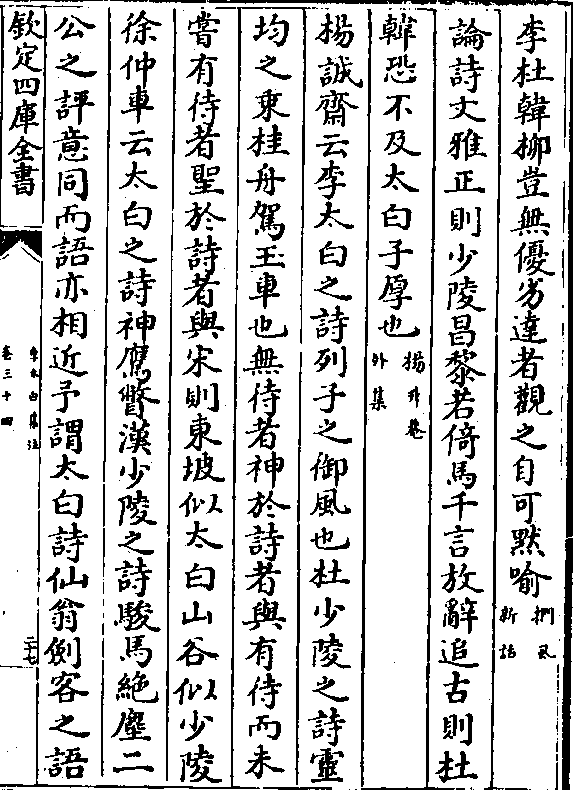 李杜韓柳豈無優劣達者觀之自可默喻捫虱新話
論詩文雅正則少陵昌黎若倚馬千言放辭追古則杜
韓恐不及太白子厚也楊升菴外集
楊誠齋云李太白之詩列子之御風也杜少陵之詩靈
均之乘桂舟駕玉車也無待者神於詩者與有待而未
嘗有待者聖於詩者與宋則東坡似太白山谷似少陵
徐仲車云太白之詩神鷹瞥漢少陵之詩駿馬絶塵二
公之評意同而語亦相近予謂太白詩仙翁劍客之語
欽定四庫全書
李太白集注
卷三十四
二十七